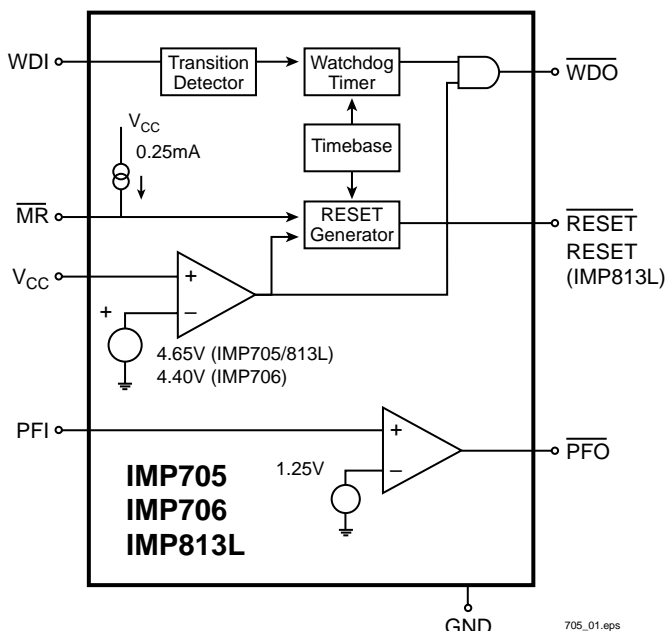 WDI
Transition
Detector
Watchdog
Timer
WDO
VCC
0.25mA
Timebase
MR
RESET
Generator
RESET
RESET
(IMP813L)
VCC
+
−
+
4.65V (IMP705/813L)
4.40V (IMP706)
PFI
+
−
1.25V
PFO
IMP705
IMP706
IMP813L
GND
705_01.eps